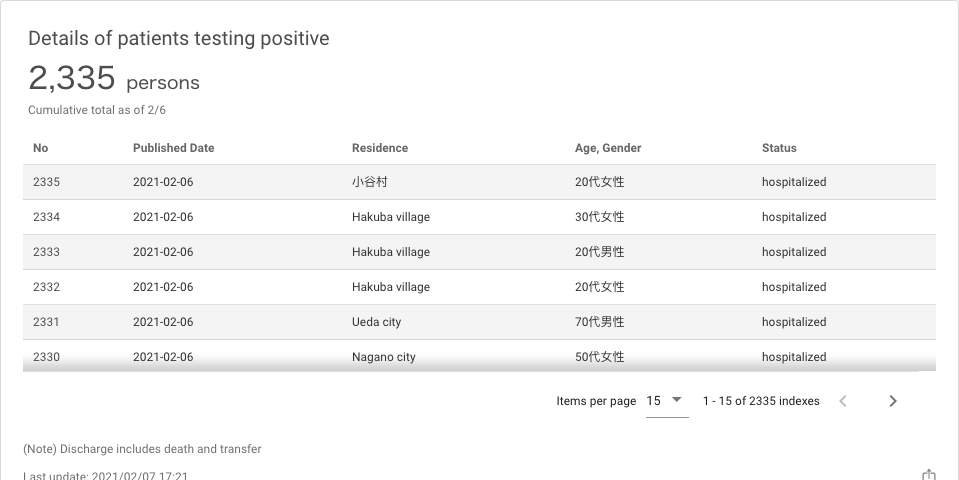 Details of patients testing positive
2,335 persons
Cumulative total as of 2/6
No Published Date Residence Age, Gender Status
2335 2021-02-06 小谷村 20代女性 hospitalized
2334 2021-02-06 Hakuba village 30代女性 hospitalized
2333 2021-02-06 Hakuba village 20代男性 hospitalized
2332 2021-02-06 Hakuba village 20代女性 hospitalized
2331 2021-02-06 Ueda city 70代男性 hospitalized
2330 2021-02-06 Nagano city 50代女性 hospitalized
Items per page 15 1 - 15 of 2335 indexes
(Note) Discharge includes death and transfer
Last update: 2021/02/07 17:21